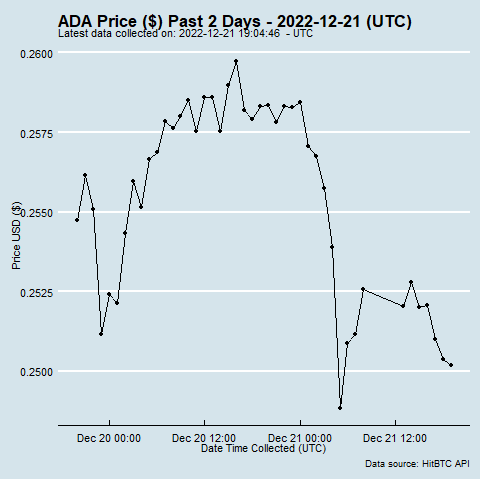 ADA Price ($) Past 2 Days - 2022-12-21 (UTC)
Latest data collected on: 2022-12-21 19:04:46 - UTC
0.2600
0.2575
0.2550
0.2525
0.2500
Price USD ($)
Dec 20 00:00 Dec 20 12:00 Dec 21 00:00 Dec 21 12:00
Date Time Collected (UTC)
Data source: HitBTC API